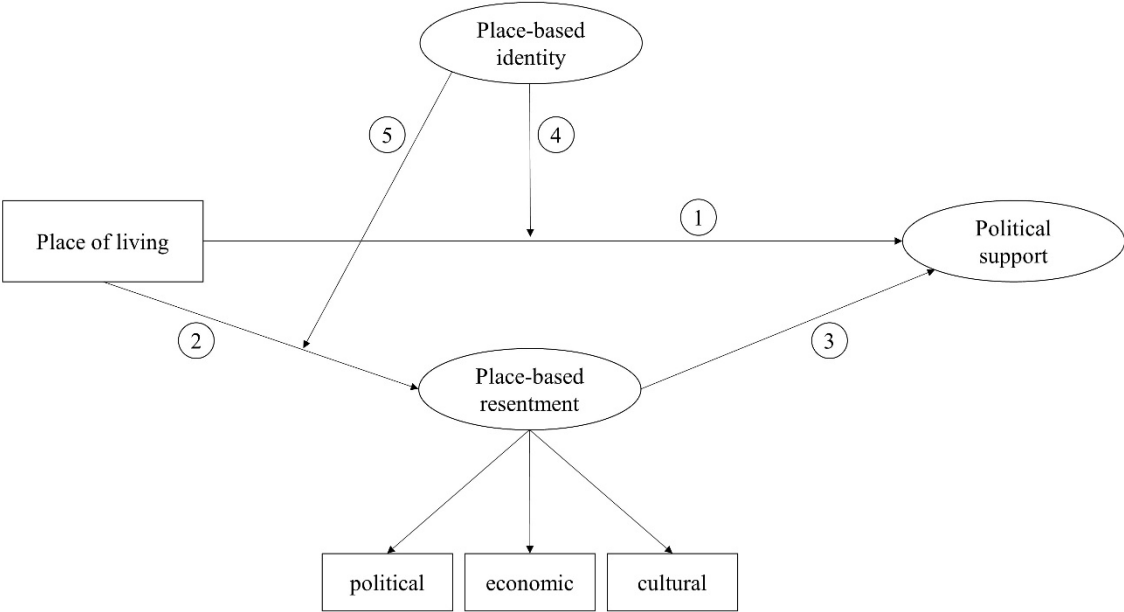 Place-based
identity
5
4
1
Place of living
Political
support
2
3
Place-based
resentment
political
economic
cultural